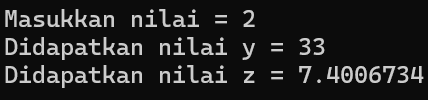 Masukkan nilai = 2
Didapatkan nilai y = 33
Didapatkan nilai z = 7.4006734